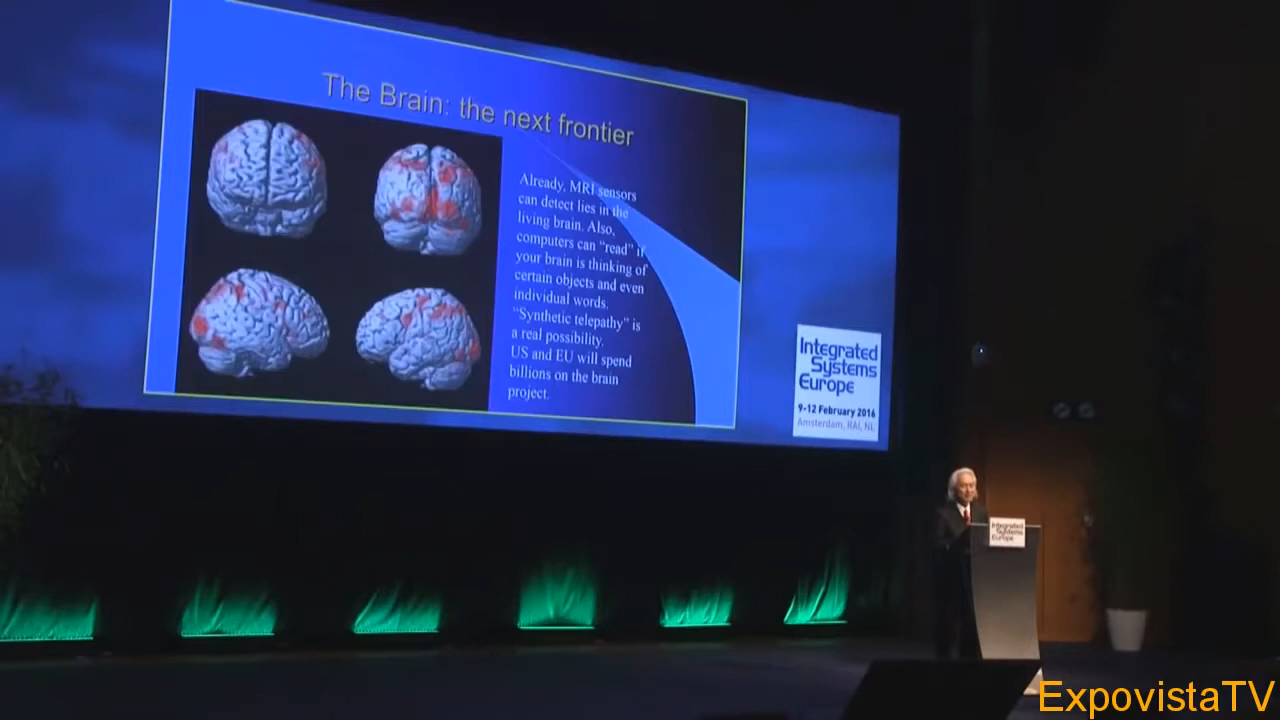 The Brain: the next frontier
Already, MRI sensors
can detect lies in the
living brain. Also,
computers can "read" if
your brain is thinking of
certain objects and even
individual words.
"Synthetic telepathy" is
a real possibility.
US and EU will spend
billions on the brain
project.
Integrated
Systems
Europe
9-12 February 2016
Amsterdam, RAI, NL
Integrated
Systems
Europe
ExpovistaTV